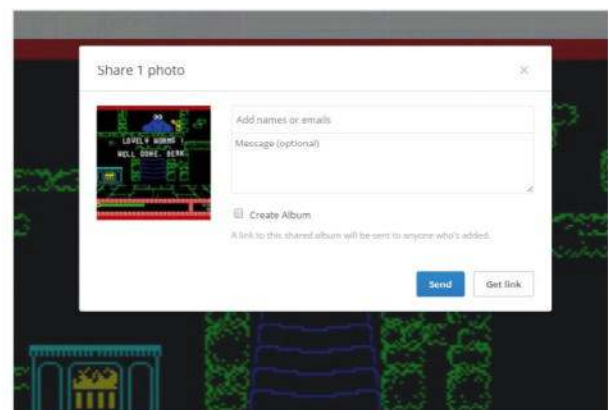 Share 1 photo
×
LOVELY WORMS !
WELL DONE, BERK
Add names or emails
Message (optional)
Create Album
A link to this shared album will be sent to anyone who's added.
Send
Get link